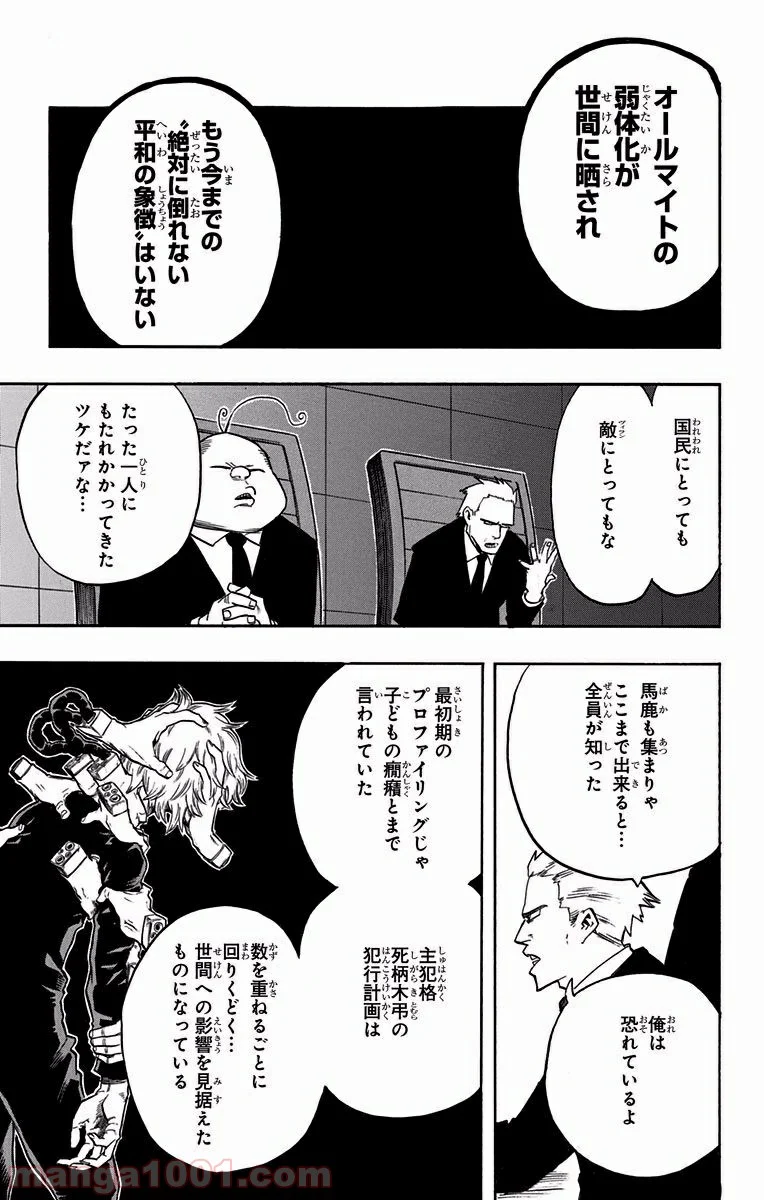 オールマイトの
弱体化が
世間に晒され
もう今までの
〝絶対に倒れない
平和の象徴〟はいない
国民にとっても
敵にとってもな
たった一人に
もたれかかってきた
ツケだァな…
馬鹿も集まりゃ
ここまで出来ると…
全員が知った
俺は
恐れているよ
最初期の
プロファイリングじゃ
子どもの癇癪とまで
言われていた
主犯格
死柄木弔の
犯行計画は
数を重ねるごとに
回りくどく…
世間への影響を見据えた
ものになっている
manga1001.com